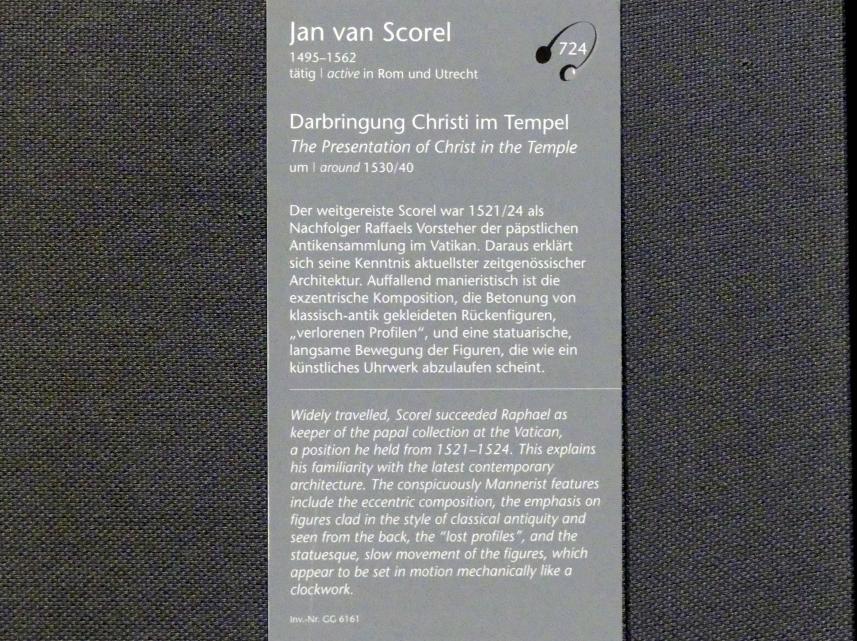 Jan van Scorel
1495–1562
tätig | active in Rom und Utrecht
724
Darbringung Christi im Tempel
The Presentation of Christ in the Temple
um | around 1530/40
Der weitgereiste Scorel war 1521/24 als
Nachfolger Raffaels Vorsteher der päpstlichen
Antikensammlung im Vatikan. Daraus erklärt
sich seine Kenntnis aktuellster zeitgenössischer
Architektur. Auffallend manieristisch ist die
exzentrische Komposition, die Betonung von
klassisch-antik gekleideten Rückenfiguren,
„verlorenen Profilen“, und eine statuarische,
langsame Bewegung der Figuren, die wie ein
künstliches Uhrwerk abzulaufen scheint.
Widely travelled, Scorel succeeded Raphael as
keeper of the papal collection at the Vatican,
a position he held from 1521–1524. This explains
his familiarity with the latest contemporary
architecture. The conspicuously Mannerist features
include the eccentric composition, the emphasis on
figures clad in the style of classical antiquity and
seen from the back, the “lost profiles”, and the
statuesque, slow movement of the figures, which
appear to be set in motion mechanically like a
clockwork.
Inv.-Nr. GG 6161